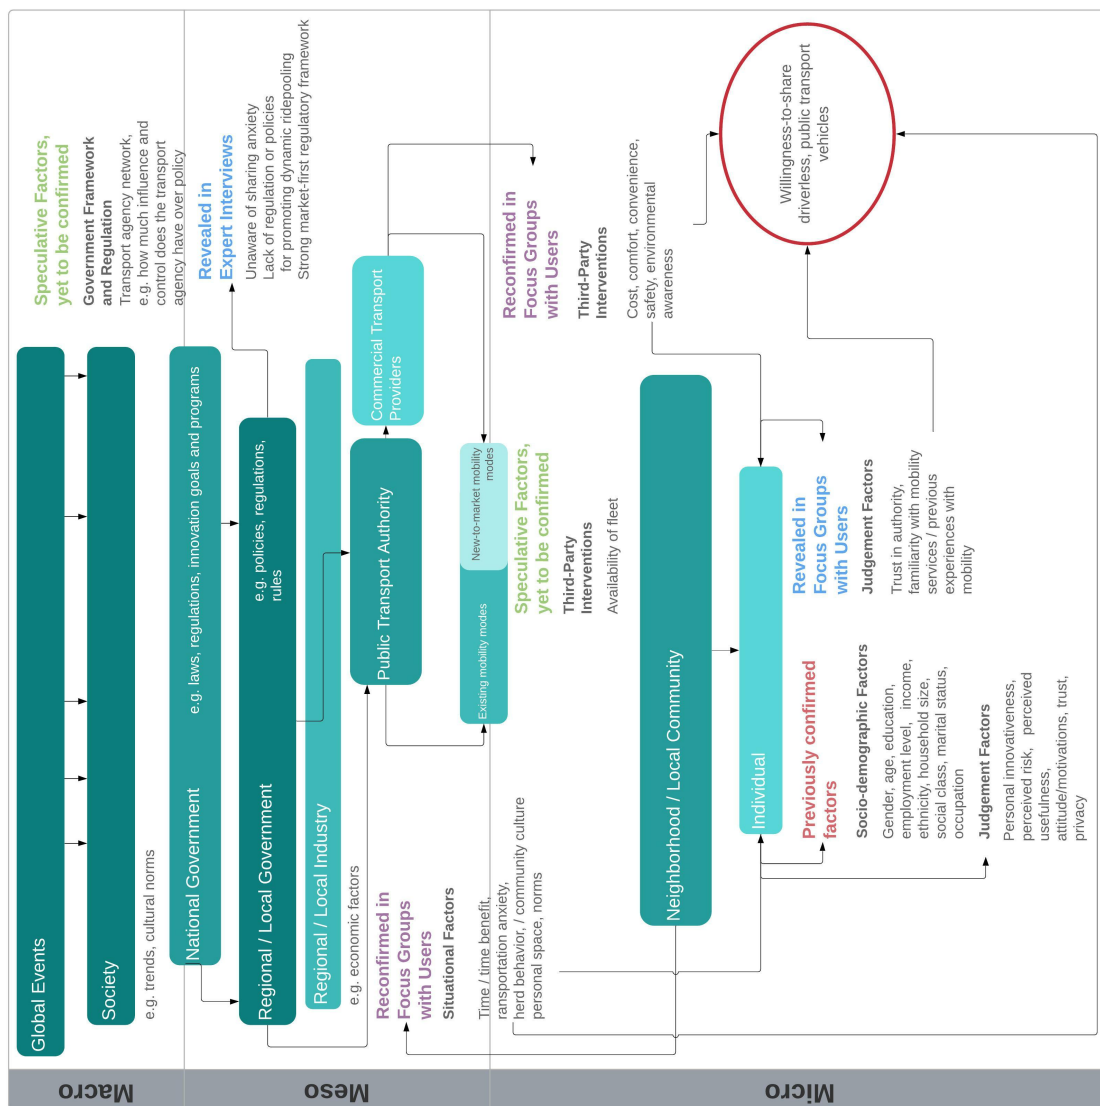 Macro
Global Events
Society
e.g. trends, cultural norms
Speculative Factors,
yet to be confirmed
Government Framework
and Regulation
Transport agency network,
e.g. how much influence and
control does the transport
agency have over policy
National Government
e.g. laws, regulations, innovation goals and programs
Meso
Regional / Local Government
e.g. policies, regulations,
rules
Revealed in
Expert Interviews
Unaware of sharing anxiety
Lack of regulation or policies
for promoting dynamic ridepooling
Strong market-first regulatory framework
Regional / Local Industry
e.g. economic factors
Public Transport Authority
Commercial Transport
Providers
Reconfirmed in
Focus Groups
with Users
Situational Factors
Time / time benefit,
ransportation anxiety,
herd behavior, / community culture
personal space, norms
Existing mobility modes
New-to-market mobility
modes
Speculative Factors,
yet to be confirmed
Third-Party
Interventions
Availability of fleet
Reconfirmed in
Focus Groups
with Users
Third-Party
Interventions
Cost, comfort, convenience,
safety, environmental
awareness
Micro
Neighborhood / Local Community
Individual
Previously confirmed
factors
Socio-demographic Factors
Gender, age, education,
employment level, income,
ethnicity, household size,
social class, marital status,
occupation
Judgement Factors
Personal innovativeness,
perceived risk, perceived
usefulness,
attitude/motivations, trust,
privacy
Revealed in
Focus Groups
with Users
Judgement Factors
Trust in authority,
familiarity with mobility
services / previous
experiences with
mobility
Willingness-to-share
driverless, public transport
vehicles